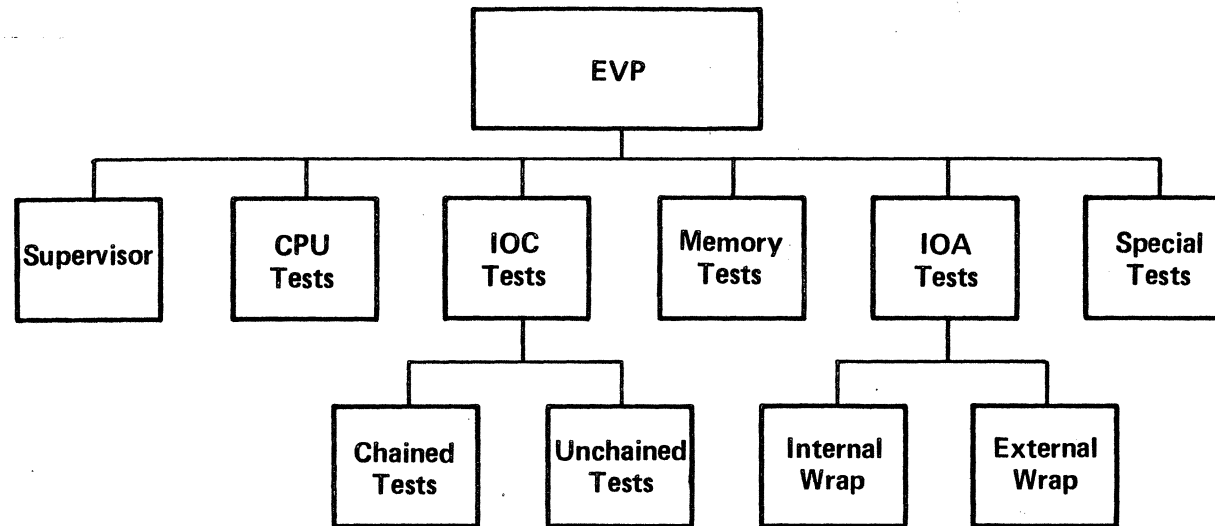 EVP
Supervisor
CPU
Tests
IOC
Tests
Memory
Tests
IOA
Tests
Special
Tests
Chained
Tests
Unchained
Tests
Internal
Wrap
External
Wrap